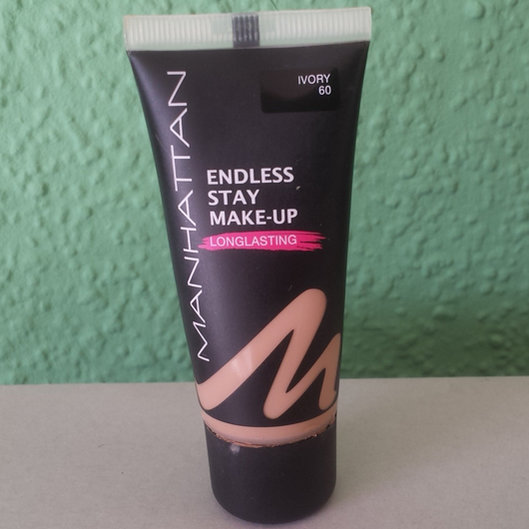 IVORY
60
MANHATTAN
ENDLESS
STAY
MAKE-UP
LONGLASTING
M